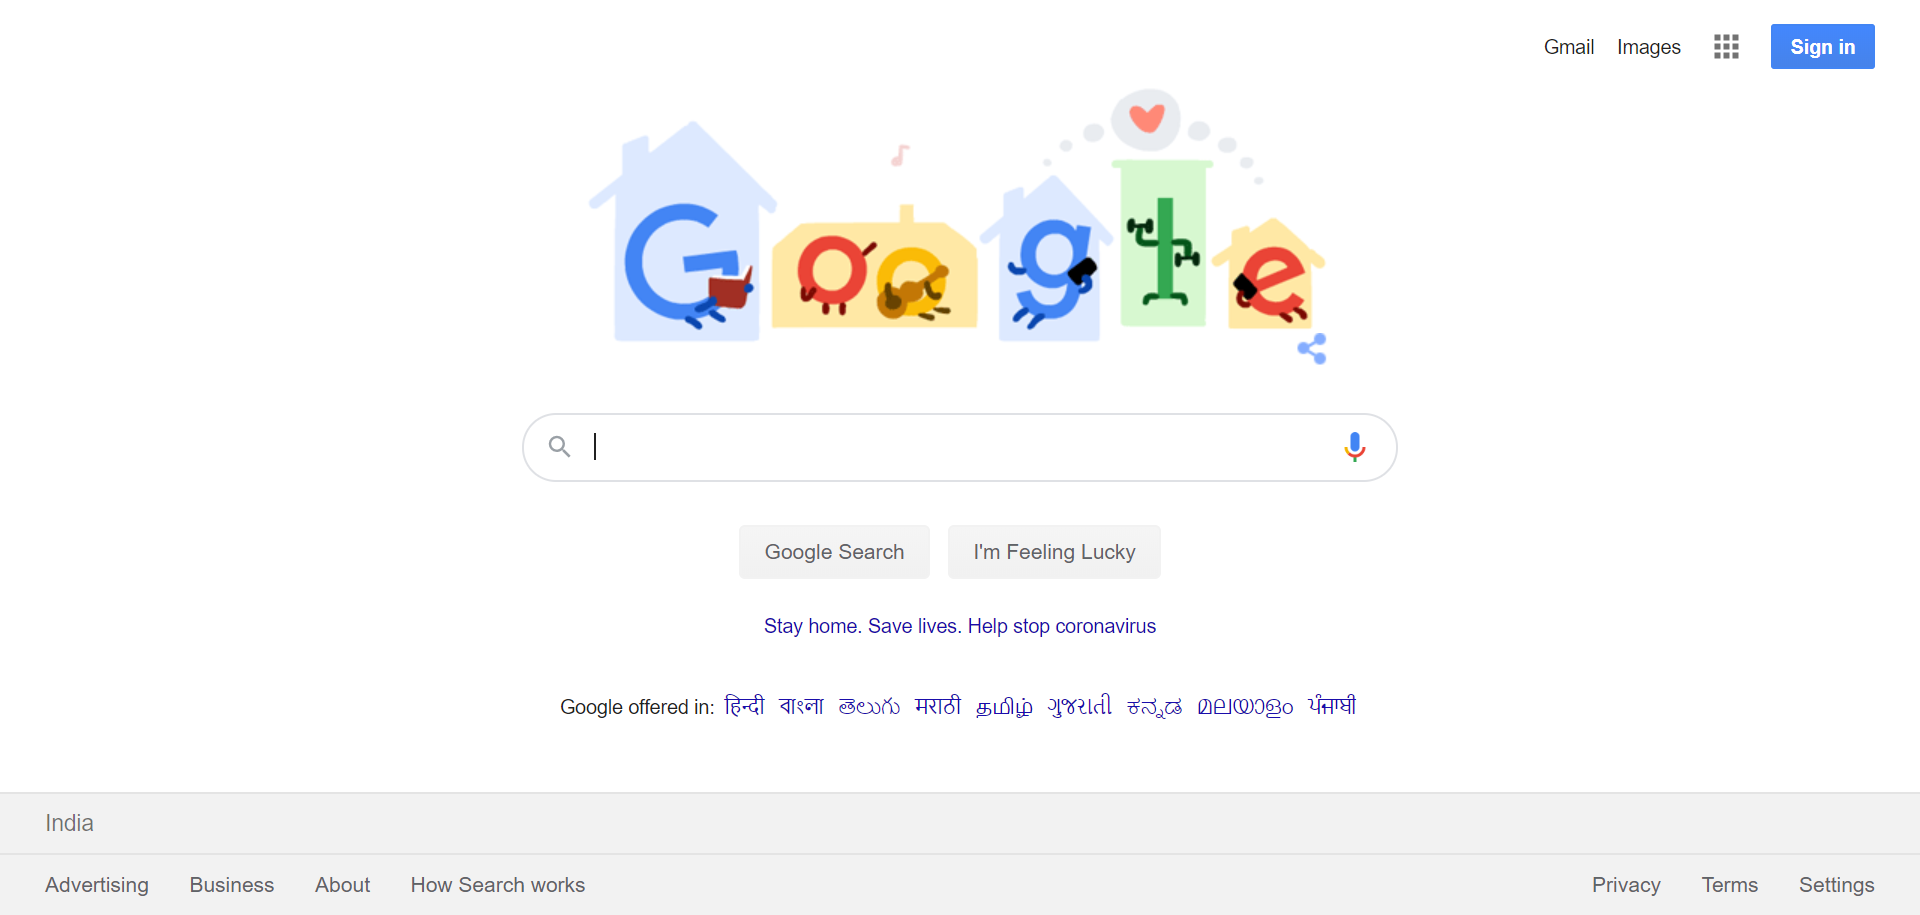 Gmail Images Sign in
Google
Google Search I'm Feeling Lucky
Stay home. Save lives. Help stop coronavirus
Google offered in: हिन्दी বাংলা తెలుగు मराठी தமிழ் ગુજરાતી ಕನ್ನಡ മലയാളം ਪੰਜਾਬੀ
India
Advertising Business About How Search works Privacy Terms Settings